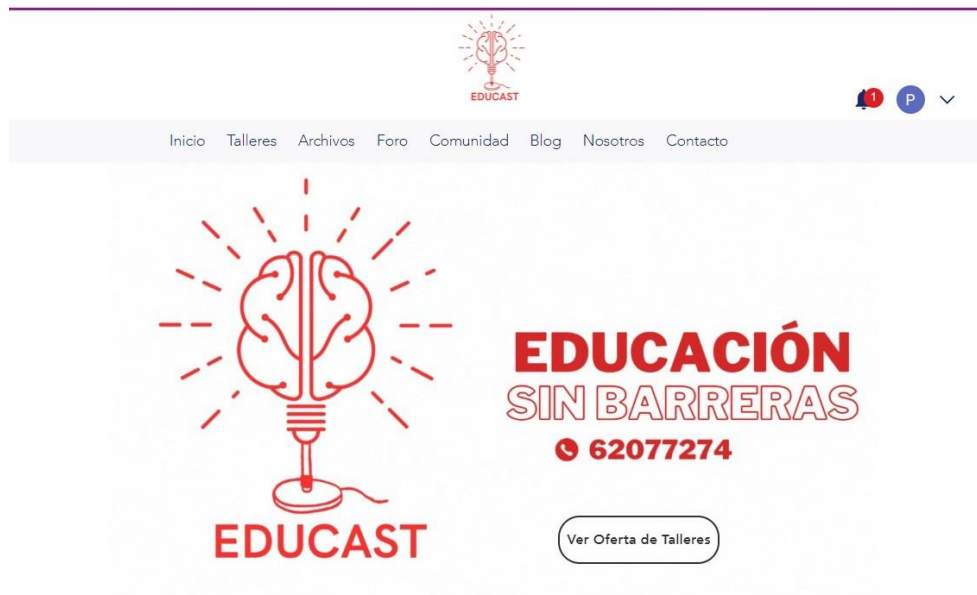 EDUCAST
1
P
Inicio Talleres Archivos Foro Comunidad Blog Nosotros Contacto
EDUCACIÓN
SIN BARRERAS
62077274
EDUCAST
Ver Oferta de Talleres